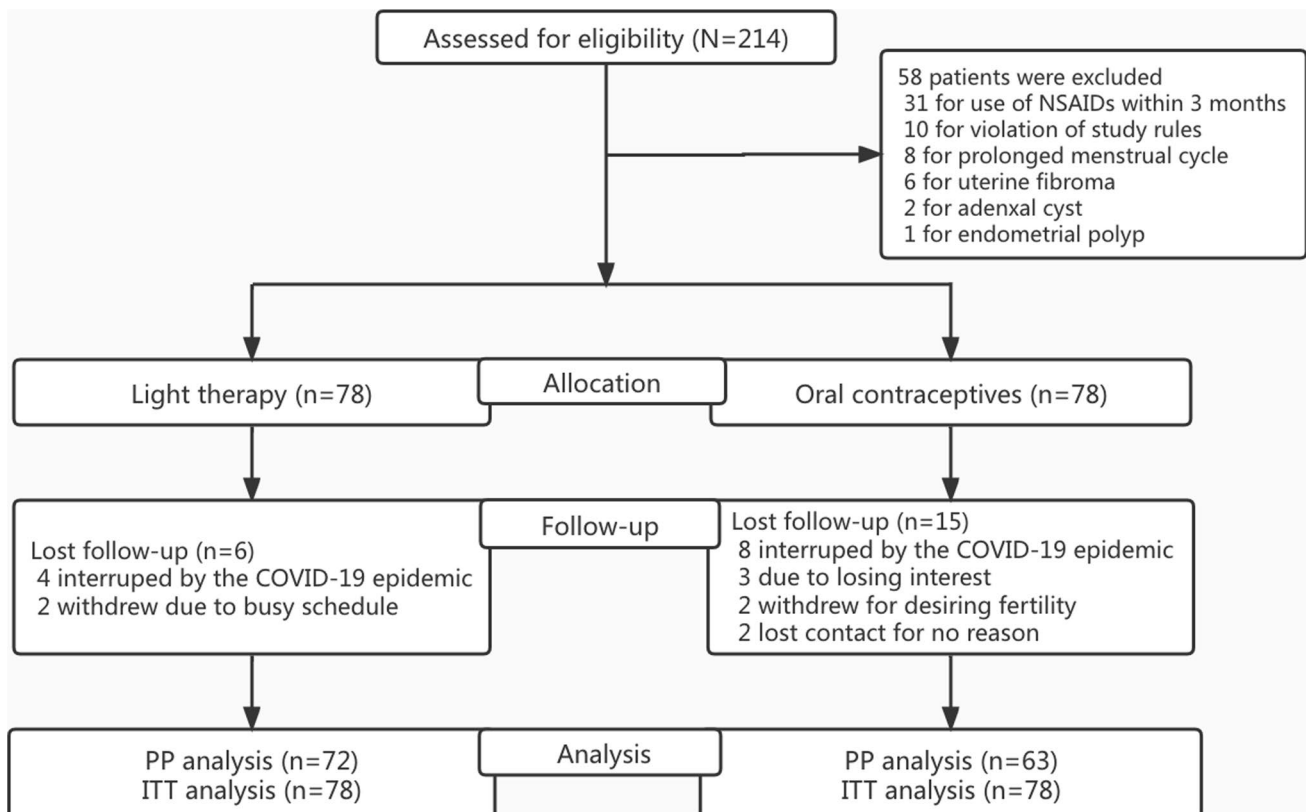 Assessed for eligibility (N=214)
58 patients were excluded
31 for use of NSAIDs within 3 months
10 for violation of study rules
8 for prolonged menstrual cycle
6 for uterine fibroma
2 for adenxal cyst
1 for endometrial polyp
Light therapy (n=78)
Allocation
Oral contraceptives (n=78)
Lost follow-up (n=6)
4 interruped by the COVID-19 epidemic
2 withdrew due to busy schedule
Follow-up
Lost follow-up (n=15)
8 interruped by the COVID-19 epidemic
3 due to losing interest
2 withdrew for desiring fertility
2 lost contact for no reason
PP analysis (n=72)
ITT analysis (n=78)
Analysis
PP analysis (n=63)
ITT analysis (n=78)